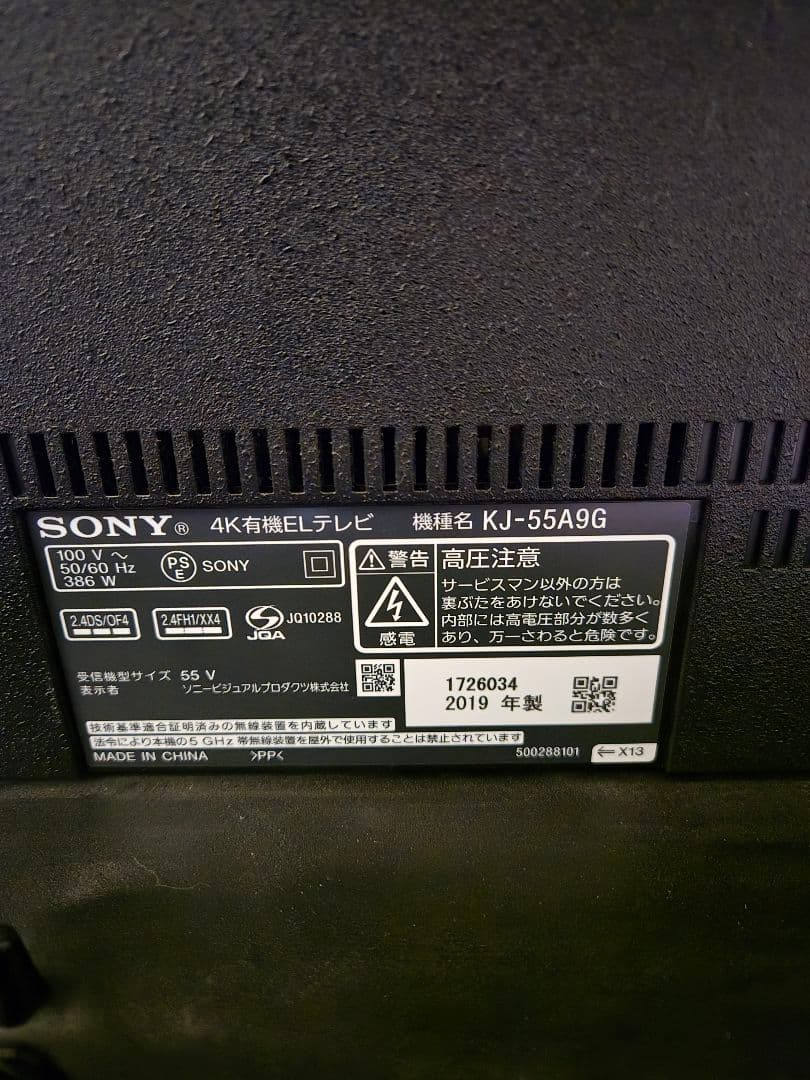 SONY® 4K有機ELテレビ 機種名 KJ-55A9G
100 V ～
50/60 Hz
386 W
PS
E
SONY
警告
感電
高圧注意
サービスマン以外の方は
裏ぶたをあけないでください。
内部には高電圧部分が数多く
あり、万一さわると危険です。
2.4DS/OF4
2.4FH1/XX4
JQA
JQ10288
受信機型サイズ 55 V
表示者 ソニービジュアルプロダクツ株式会社
1726034
2019 年製
技術基準適合証明済みの無線装置を内蔵しています
法令により本機の5 GHz 帯無線装置を屋外で使用することは禁止されています
MADE IN CHINA >PP<
500288101
←X13